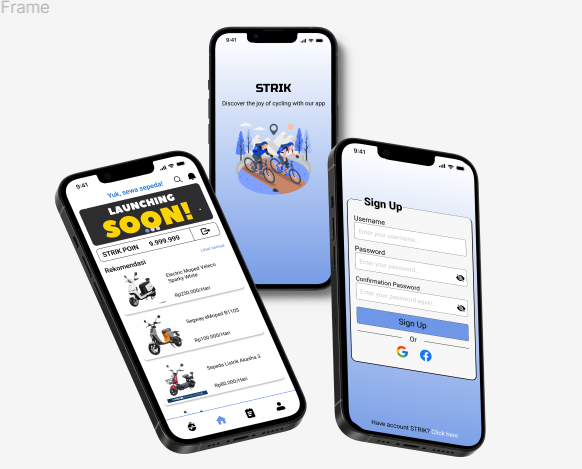 Frame
9:41
STRIK
Discover the joy of cycling with our app
9:41
Yuk, sewa sepeda!
LAUNCHING
SOON!
STRIK POIN 9.999.999
Rekomendasi
Lihat semua
Electric Moped Yeleco
Sparky White
Rp250.000/Hari
Segway eMoped B110S
Rp100.000/Hari
Sepeda Listrik Akasha 3
Rp80.000/Hari
9:41
Sign Up
Username
Enter your username...
Password
Enter your password...
Confirmation Password
Enter your password again...
Sign Up
Or
Have account STRIK? Click here